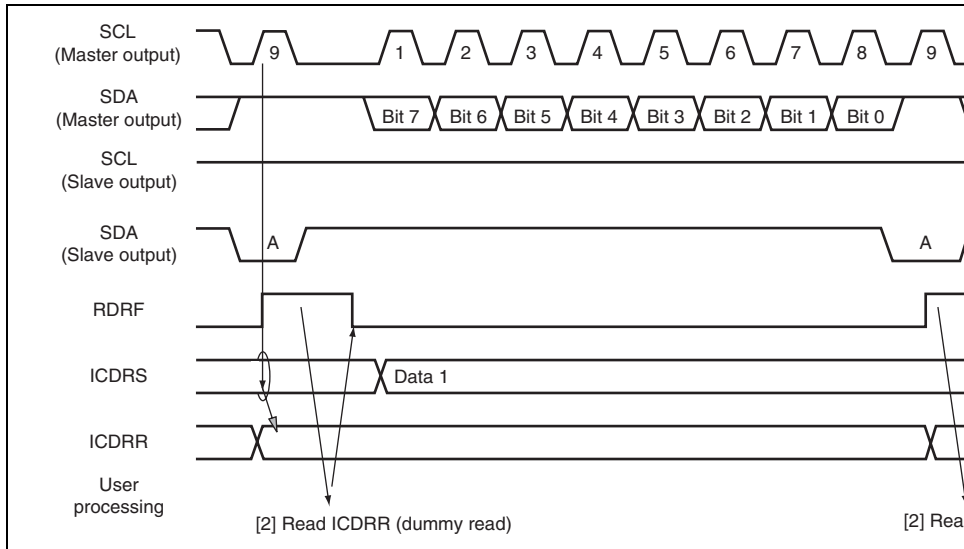 SCL
(Master output)
9 1 2 3 4 5 6 7 8 9
SDA
(Master output)
Bit 7 Bit 6 Bit 5 Bit 4 Bit 3 Bit 2 Bit 1 Bit 0
SCL
(Slave output)
SDA
(Slave output)
A A
RDRF
ICDRS
Data 1
ICDRR
User
processing
[2] Read ICDRR (dummy read) [2] Rea